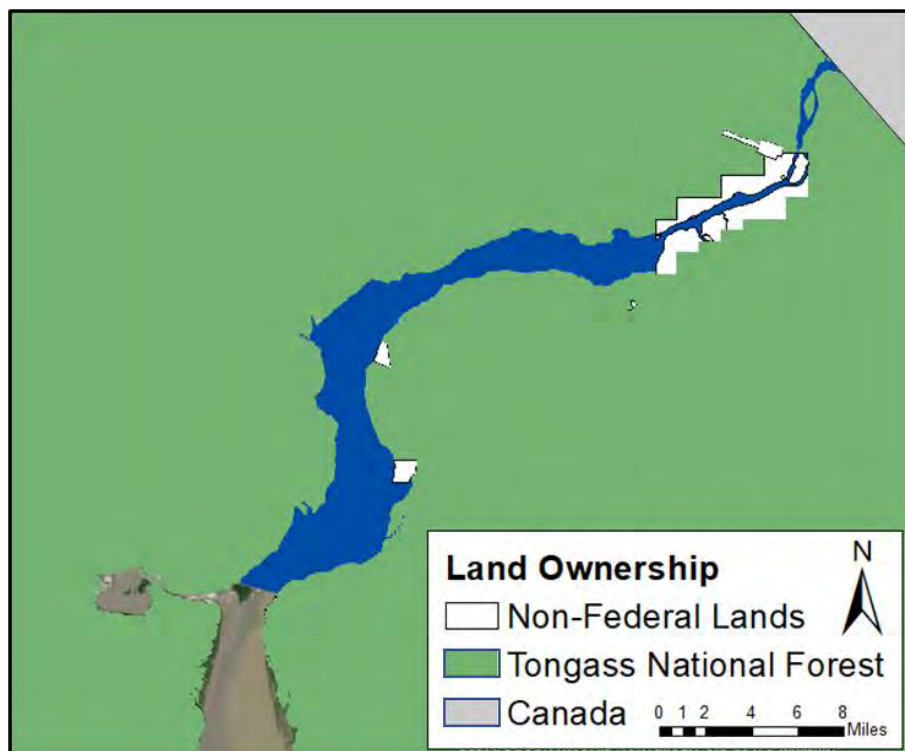 Land Ownership
N
Non-Federal Lands
Tongass National Forest
Canada
0 1 2 4 6 8
Miles